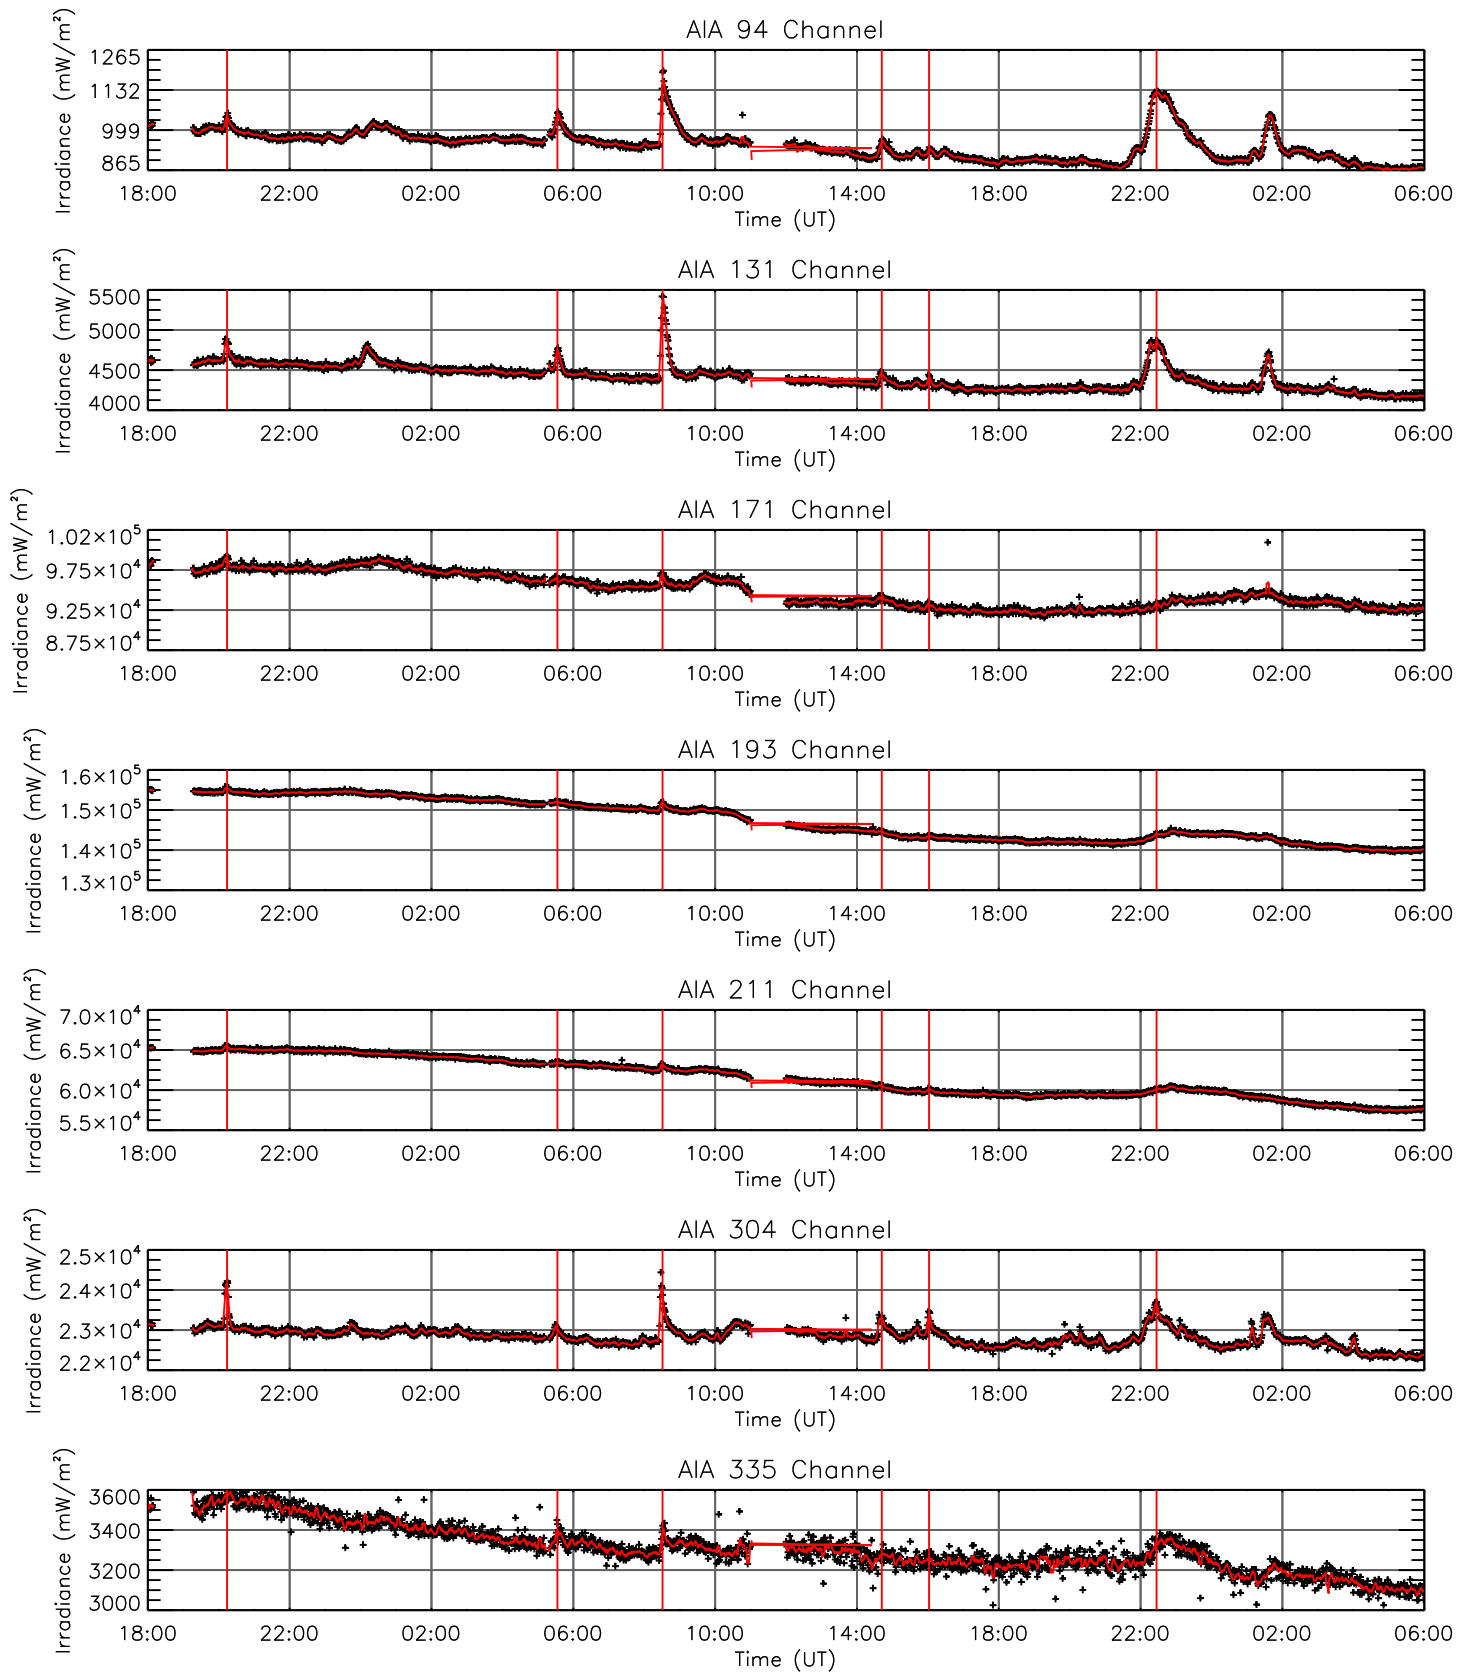 AIA 94 Channel
Irradiance (mW/m²)
1265
1132
999
865
18:00 22:00 02:00 06:00 10:00 14:00 18:00 22:00 02:00 06:00
Time (UT)
AIA 131 Channel
Irradiance (mW/m²)
5500
5000
4500
4000
18:00 22:00 02:00 06:00 10:00 14:00 18:00 22:00 02:00 06:00
Time (UT)
AIA 171 Channel
Irradiance (mW/m²)
1.02×10⁵
9.75×10⁴
9.25×10⁴
8.75×10⁴
18:00 22:00 02:00 06:00 10:00 14:00 18:00 22:00 02:00 06:00
Time (UT)
AIA 193 Channel
Irradiance (mW/m²)
1.6×10⁵
1.5×10⁵
1.4×10⁵
1.3×10⁵
18:00 22:00 02:00 06:00 10:00 14:00 18:00 22:00 02:00 06:00
Time (UT)
AIA 211 Channel
Irradiance (mW/m²)
7.0×10⁴
6.5×10⁴
6.0×10⁴
5.5×10⁴
18:00 22:00 02:00 06:00 10:00 14:00 18:00 22:00 02:00 06:00
Time (UT)
AIA 304 Channel
Irradiance (mW/m²)
2.5×10⁴
2.4×10⁴
2.3×10⁴
2.2×10⁴
18:00 22:00 02:00 06:00 10:00 14:00 18:00 22:00 02:00 06:00
Time (UT)
AIA 335 Channel
Irradiance (mW/m²)
3600
3400
3200
3000
18:00 22:00 02:00 06:00 10:00 14:00 18:00 22:00 02:00 06:00
Time (UT)